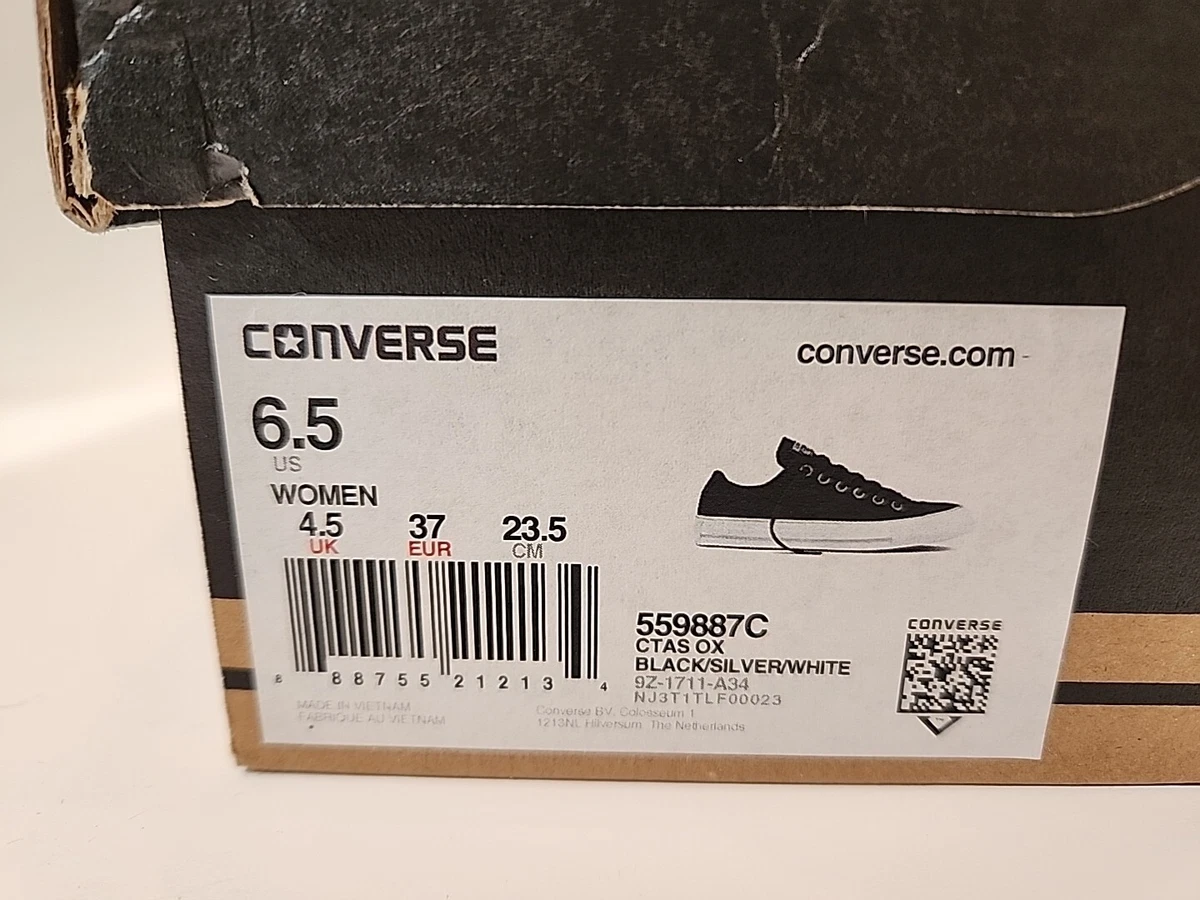 CONVERSE
converse.com
6.5
US
WOMEN
4.5 37 23.5
UK EUR CM
8 88755 21213 4
559887C
CTAS OX
BLACK/SILVER/WHITE
9Z-1711-A34
NJ3T1TLF00023
CONVERSE
MADE IN VIETNAM
FABRIQUE AU VIETNAM
Converse BV. Colosseum 1
1213NL Hilversum. The Netherlands